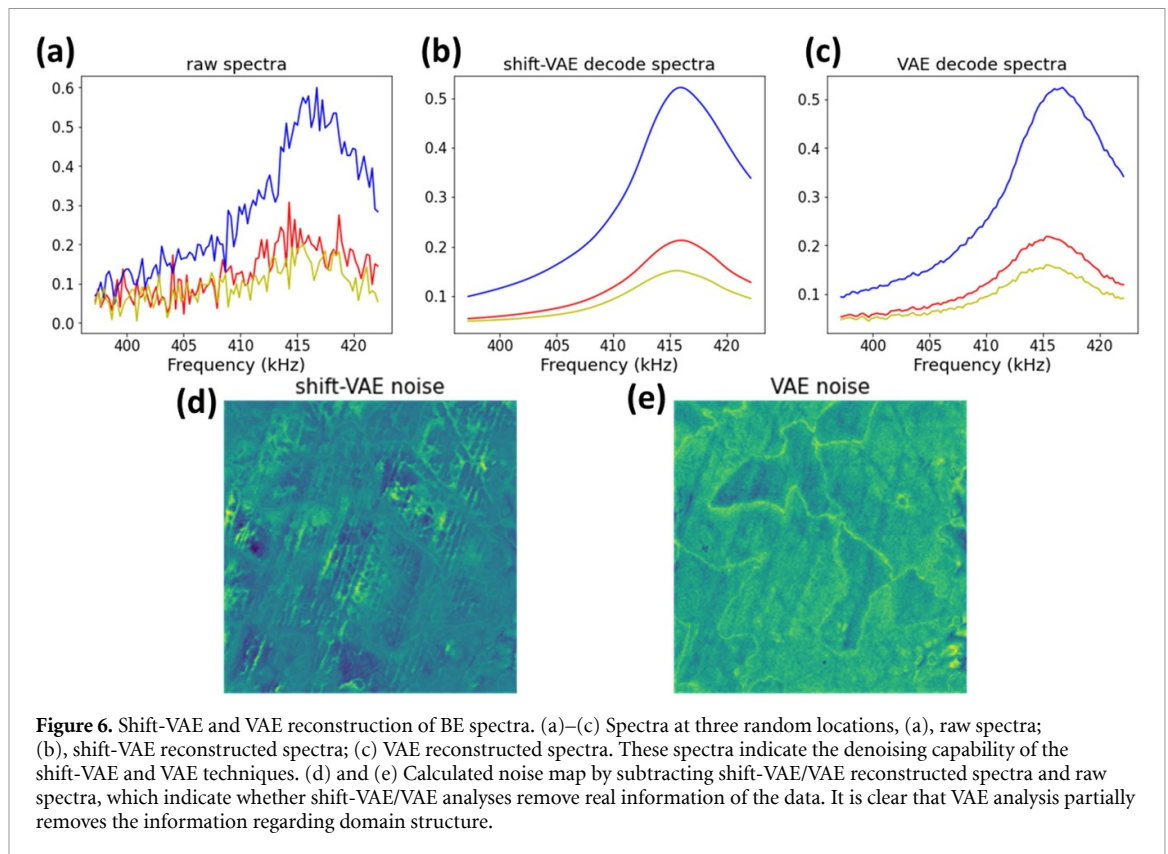 (a)
raw spectra
0.6
0.5
0.4
0.3
0.2
0.1
0.0
400 405 410 415 420
Frequency (kHz)
(b)
shift-VAE decode spectra
0.5
0.4
0.3
0.2
0.1
400 405 410 415 420
Frequency (kHz)
(c)
VAE decode spectra
0.5
0.4
0.3
0.2
0.1
400 405 410 415 420
Frequency (kHz)
(d)
shift-VAE noise
(e)
VAE noise
Figure 6. Shift-VAE and VAE reconstruction of BE spectra. (a)–(c) Spectra at three random locations, (a), raw spectra;
(b), shift-VAE reconstructed spectra; (c) VAE reconstructed spectra. These spectra indicate the denoising capability of the
shift-VAE and VAE techniques. (d) and (e) Calculated noise map by subtracting shift-VAE/VAE reconstructed spectra and raw
spectra, which indicate whether shift-VAE/VAE analyses remove real information of the data. It is clear that VAE analysis partially
removes the information regarding domain structure.